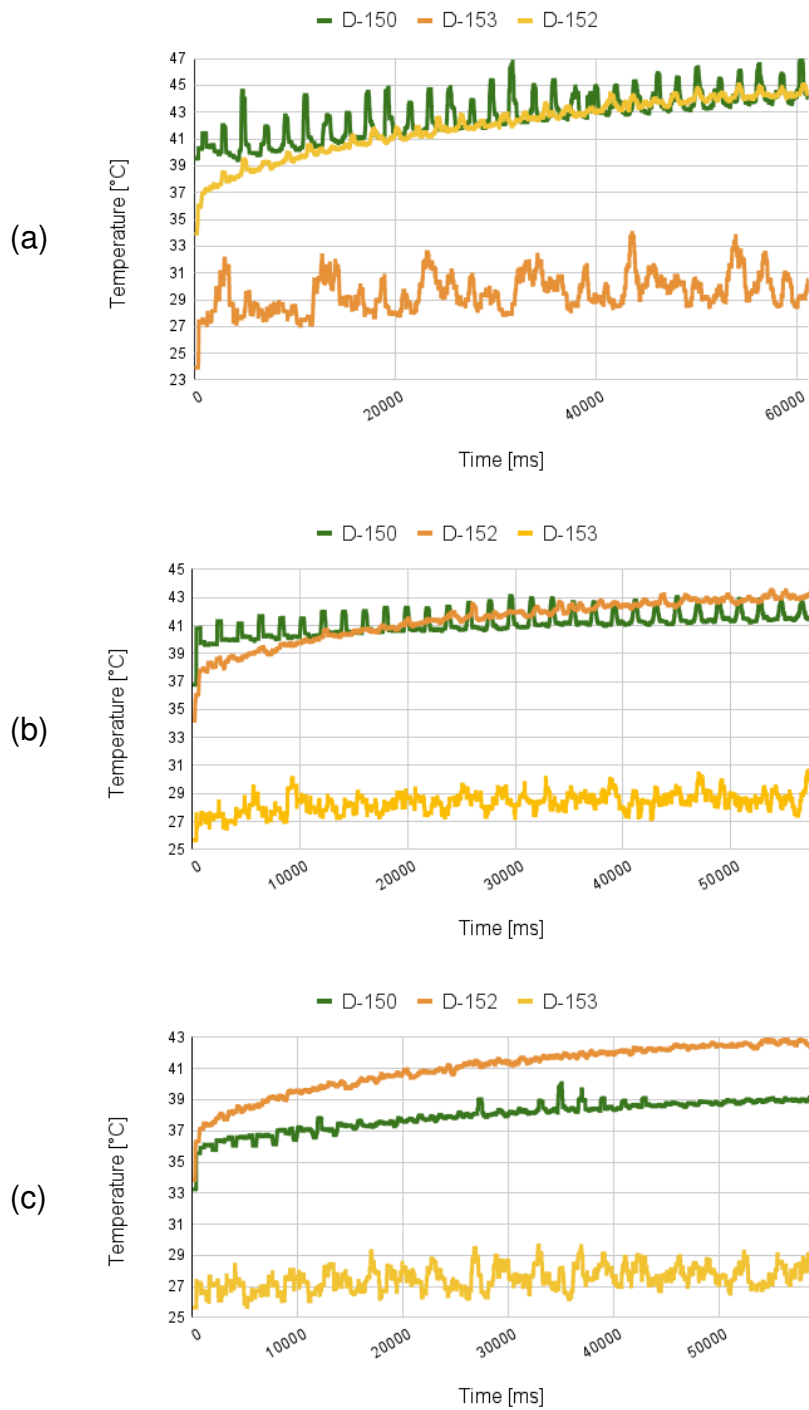 D-150 D-153 D-152
47
45
43
41
39
37
35
33
31
29
27
25
23
Temperature [°C]
(a)
0 20000 40000 60000
Time [ms]
D-150 D-152 D-153
45
43
41
39
37
35
33
31
29
27
25
Temperature [°C]
(b)
0 10000 20000 30000 40000 50000
Time [ms]
D-150 D-152 D-153
43
41
39
37
35
33
31
29
27
25
Temperature [°C]
(c)
0 10000 20000 30000 40000 50000
Time [ms]